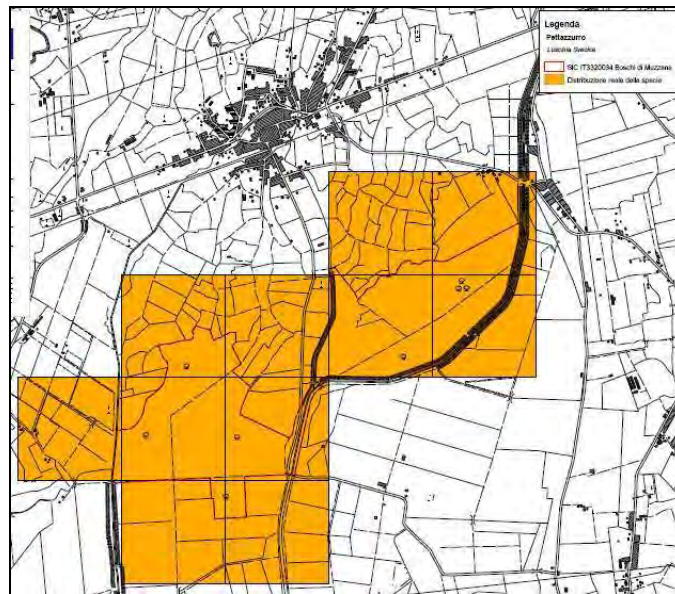 Legenda
Pettazzurro
Luscinia Svecica
SIC IT3320034 Boschi di Muzzana
Distribuzione reale della specie